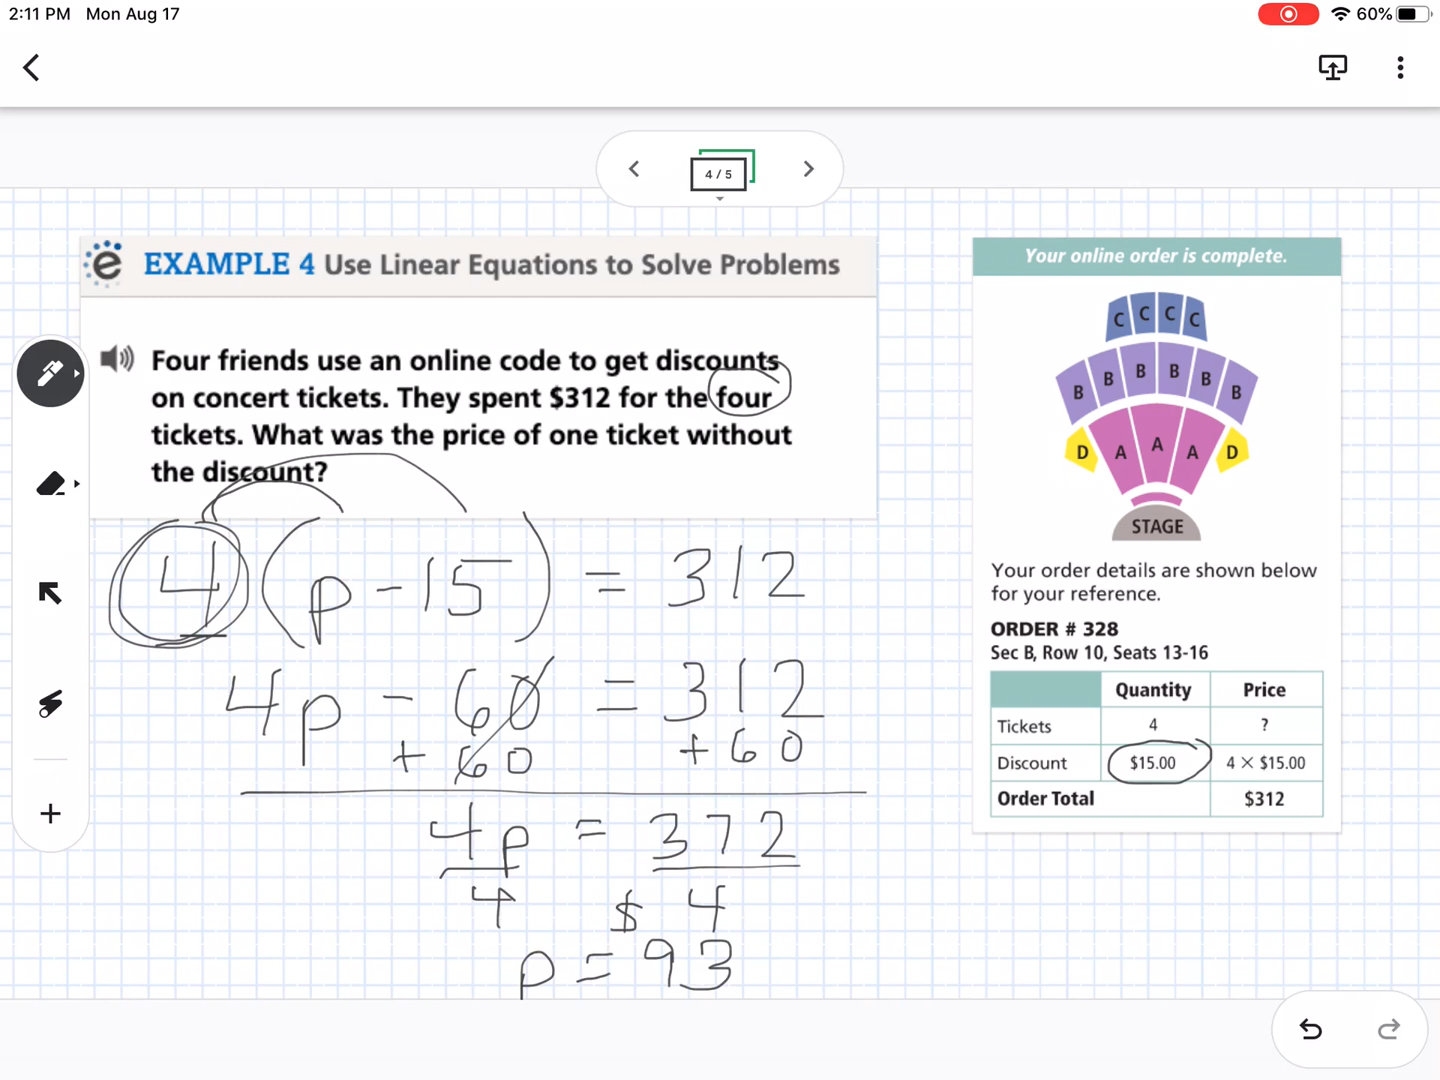 2:11 PM Mon Aug 17
60%
4 / 5
e EXAMPLE 4 Use Linear Equations to Solve Problems
Four friends use an online code to get discounts
on concert tickets. They spent $312 for the four
tickets. What was the price of one ticket without
the discount?
4 (p - 15) = 312
4p - 60 = 312
+ 60 + 60
4p = 372
4 4
p = $93
Your online order is complete.
C C C C
B B B B B B
D A A A D
STAGE
Your order details are shown below
for your reference.
ORDER # 328
Sec B, Row 10, Seats 13-16
Quantity Price
Tickets 4 ?
Discount $15.00 4 × $15.00
Order Total $312